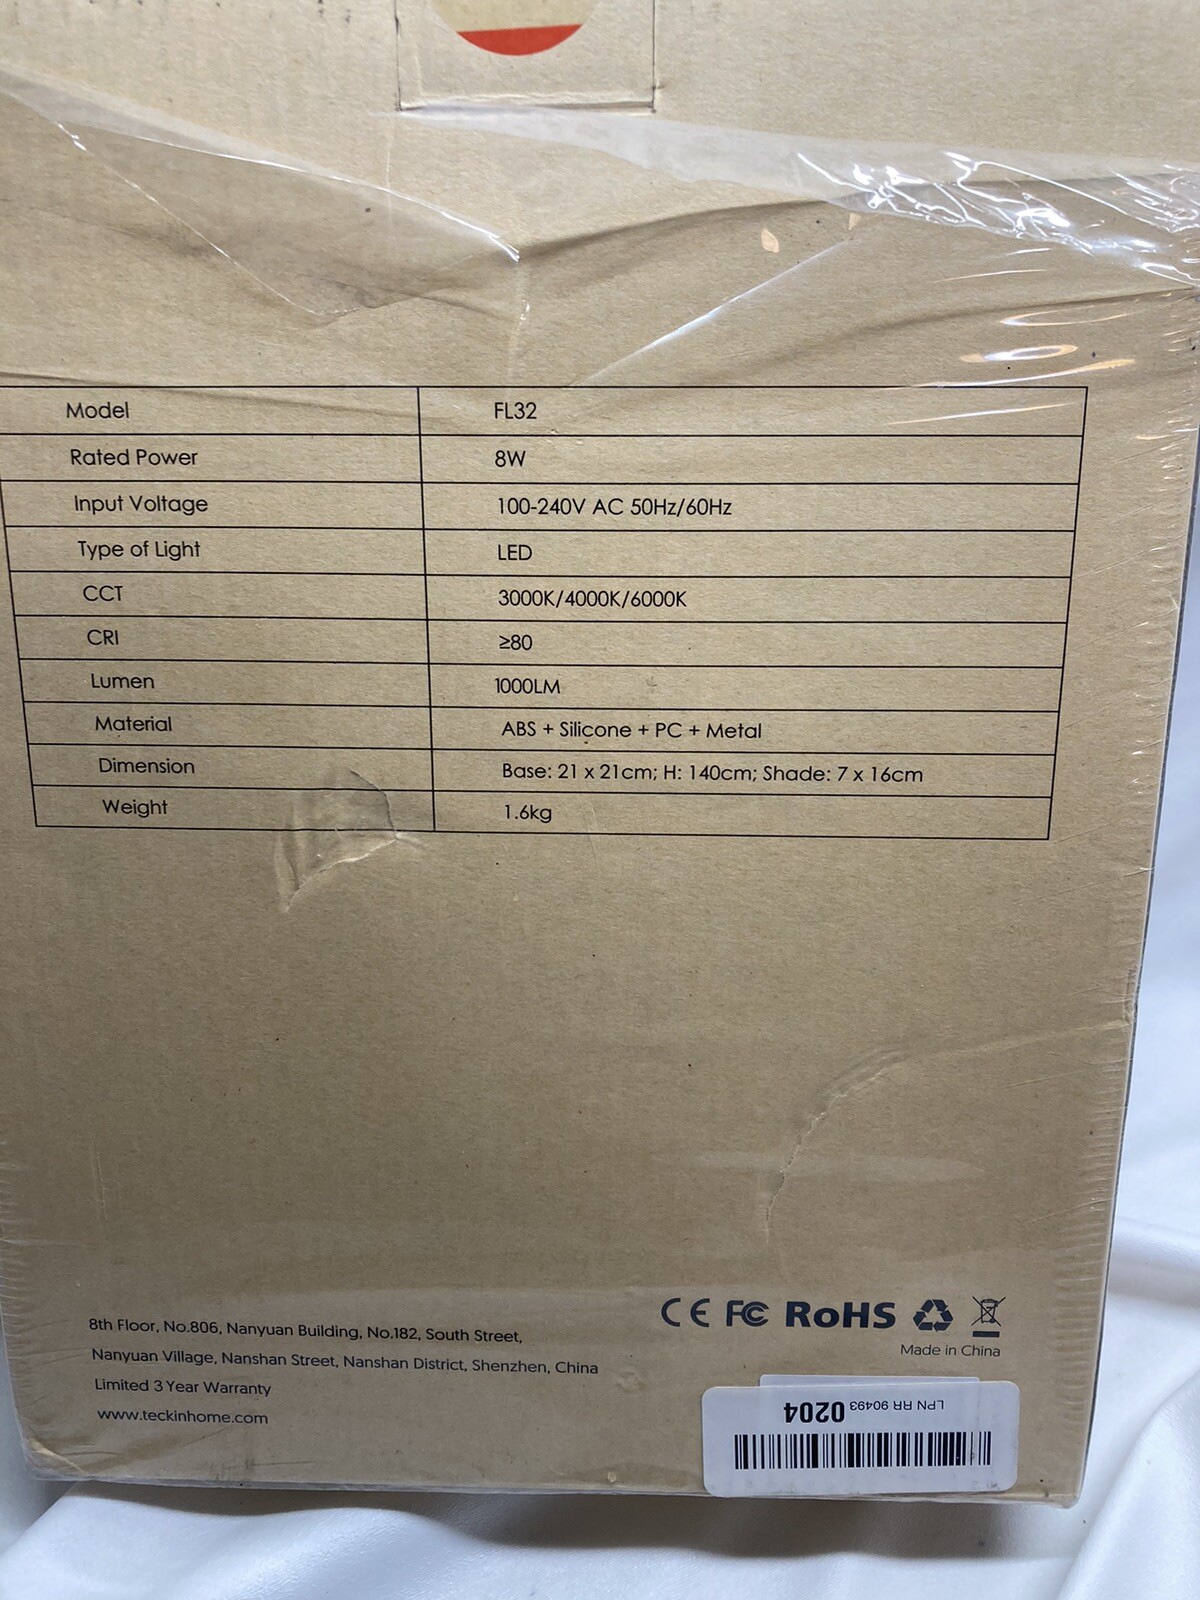 Model FL32
Rated Power 8W
Input Voltage 100-240V AC 50Hz/60Hz
Type of Light LED
CCT 3000K/4000K/6000K
CRI ≥80
Lumen 1000LM
Material ABS + Silicone + PC + Metal
Dimension Base: 21 x 21cm; H: 140cm; Shade: 7 x 16cm
Weight 1.6kg
CE FC RoHS
Made in China
8th Floor, No.806, Nanyuan Building, No.182, South Street,
Nanyuan Village, Nanshan Street, Nanshan District, Shenzhen, China
Limited 3 Year Warranty
www.teckinhome.com
LPN RR 90493 0204